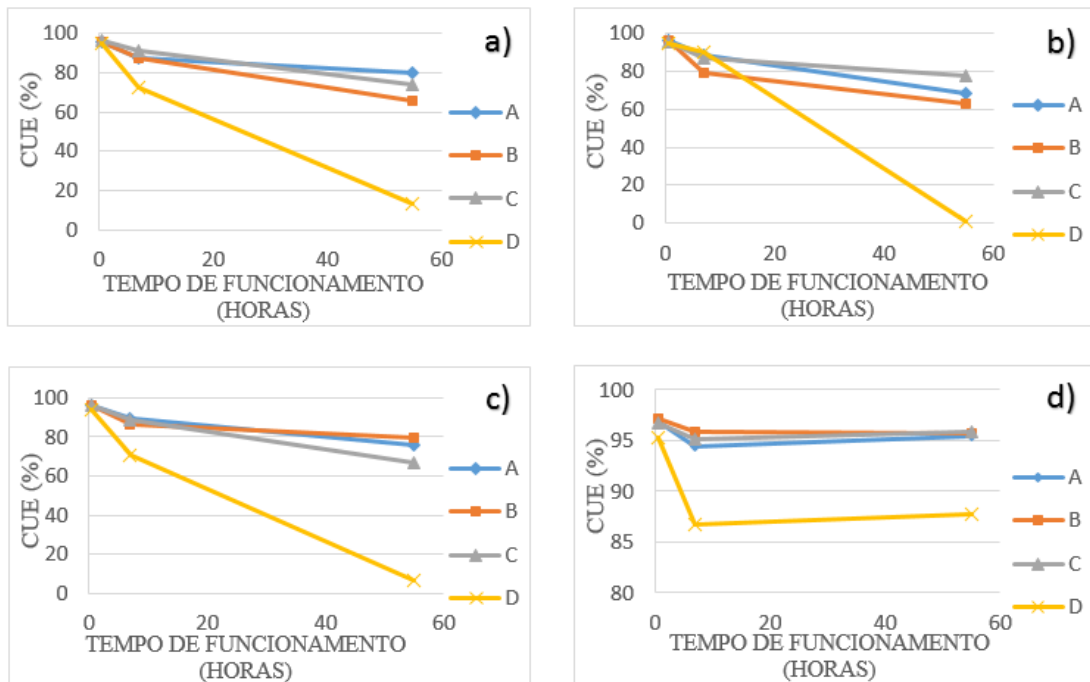 a)
100
80
60
40
20
0
CUE (%)
0 20 40 60
TEMPO DE FUNCIONAMENTO
(HORAS)
A
B
C
D
b)
100
80
60
40
20
0
CUE (%)
0 20 40 60
TEMPO DE FUNCIONAMENTO
(HORAS)
A
B
C
D
c)
100
80
60
40
20
0
CUE (%)
0 20 40 60
TEMPO DE FUNCIONAMENTO
(HORAS)
A
B
C
D
d)
100
95
90
85
80
CUE (%)
0 20 40 60
TEMPO DE FUNCIONAMENTO
(HORAS)
A
B
C
D